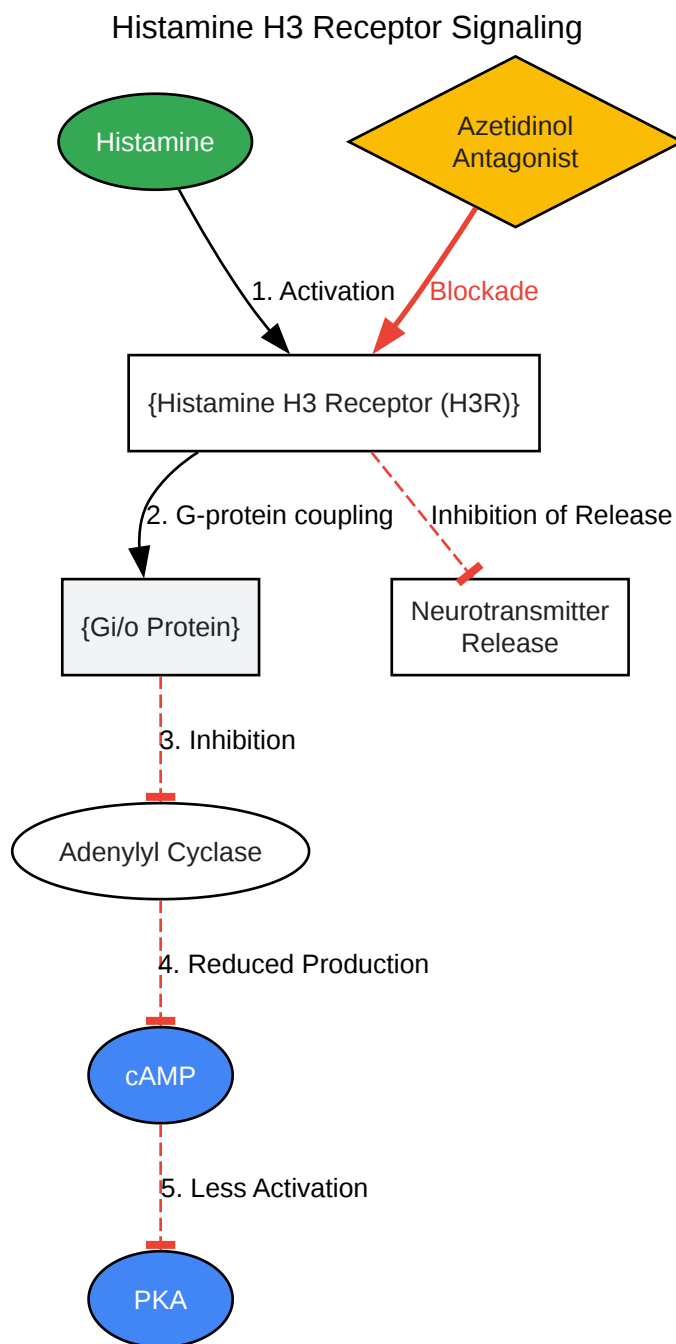 Histamine H3 Receptor Signaling
Histamine
Azetidinol
Antagonist
1. Activation
Blockade
{Histamine H3 Receptor (H3R)}
2. G-protein coupling
Inhibition of Release
{Gi/o Protein}
Neurotransmitter
Release
3. Inhibition
Adenylyl Cyclase
4. Reduced Production
cAMP
5. Less Activation
PKA